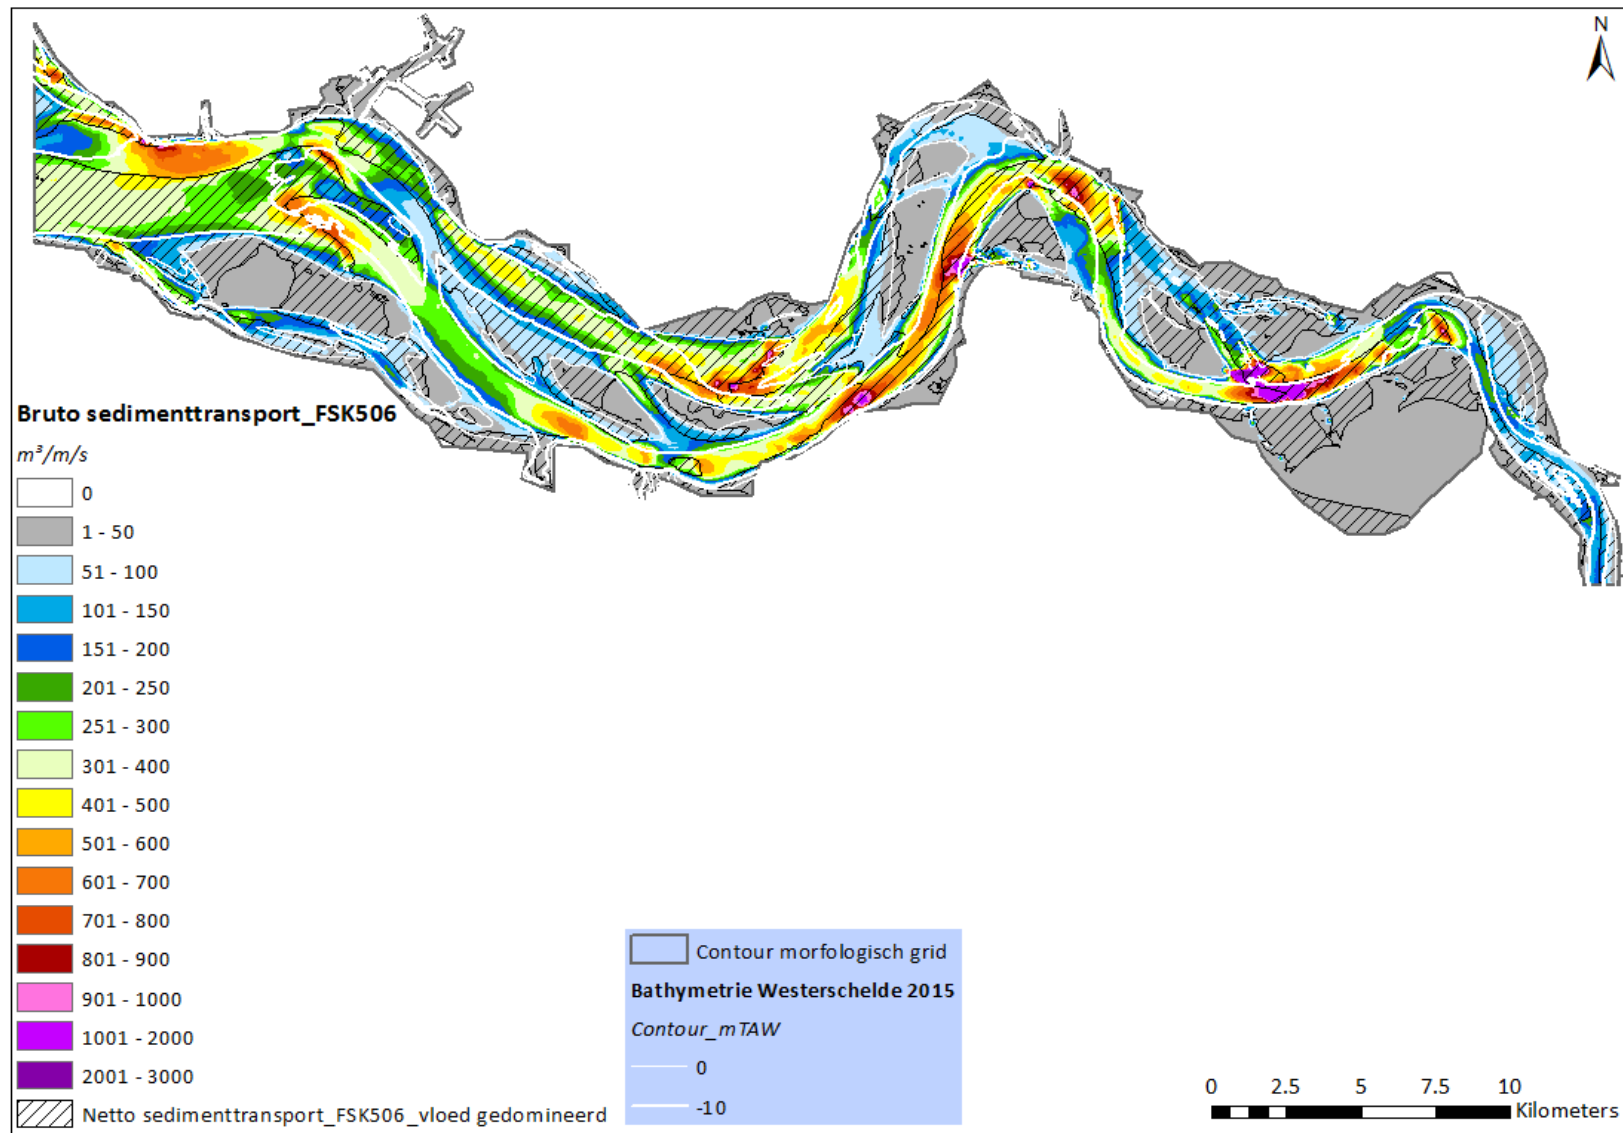 N
Bruto sedimenttransport_FSK506
m³/m/s
0
1 - 50
51 - 100
101 - 150
151 - 200
201 - 250
251 - 300
301 - 400
401 - 500
501 - 600
601 - 700
701 - 800
801 - 900
901 - 1000
1001 - 2000
2001 - 3000
Netto sedimenttransport_FSK506_vloed gedomineerd
Contour morfologisch grid
Bathymetrie Westerschelde 2015
Contour_mTAW
0
-10
0 2.5 5 7.5 10
Kilometers